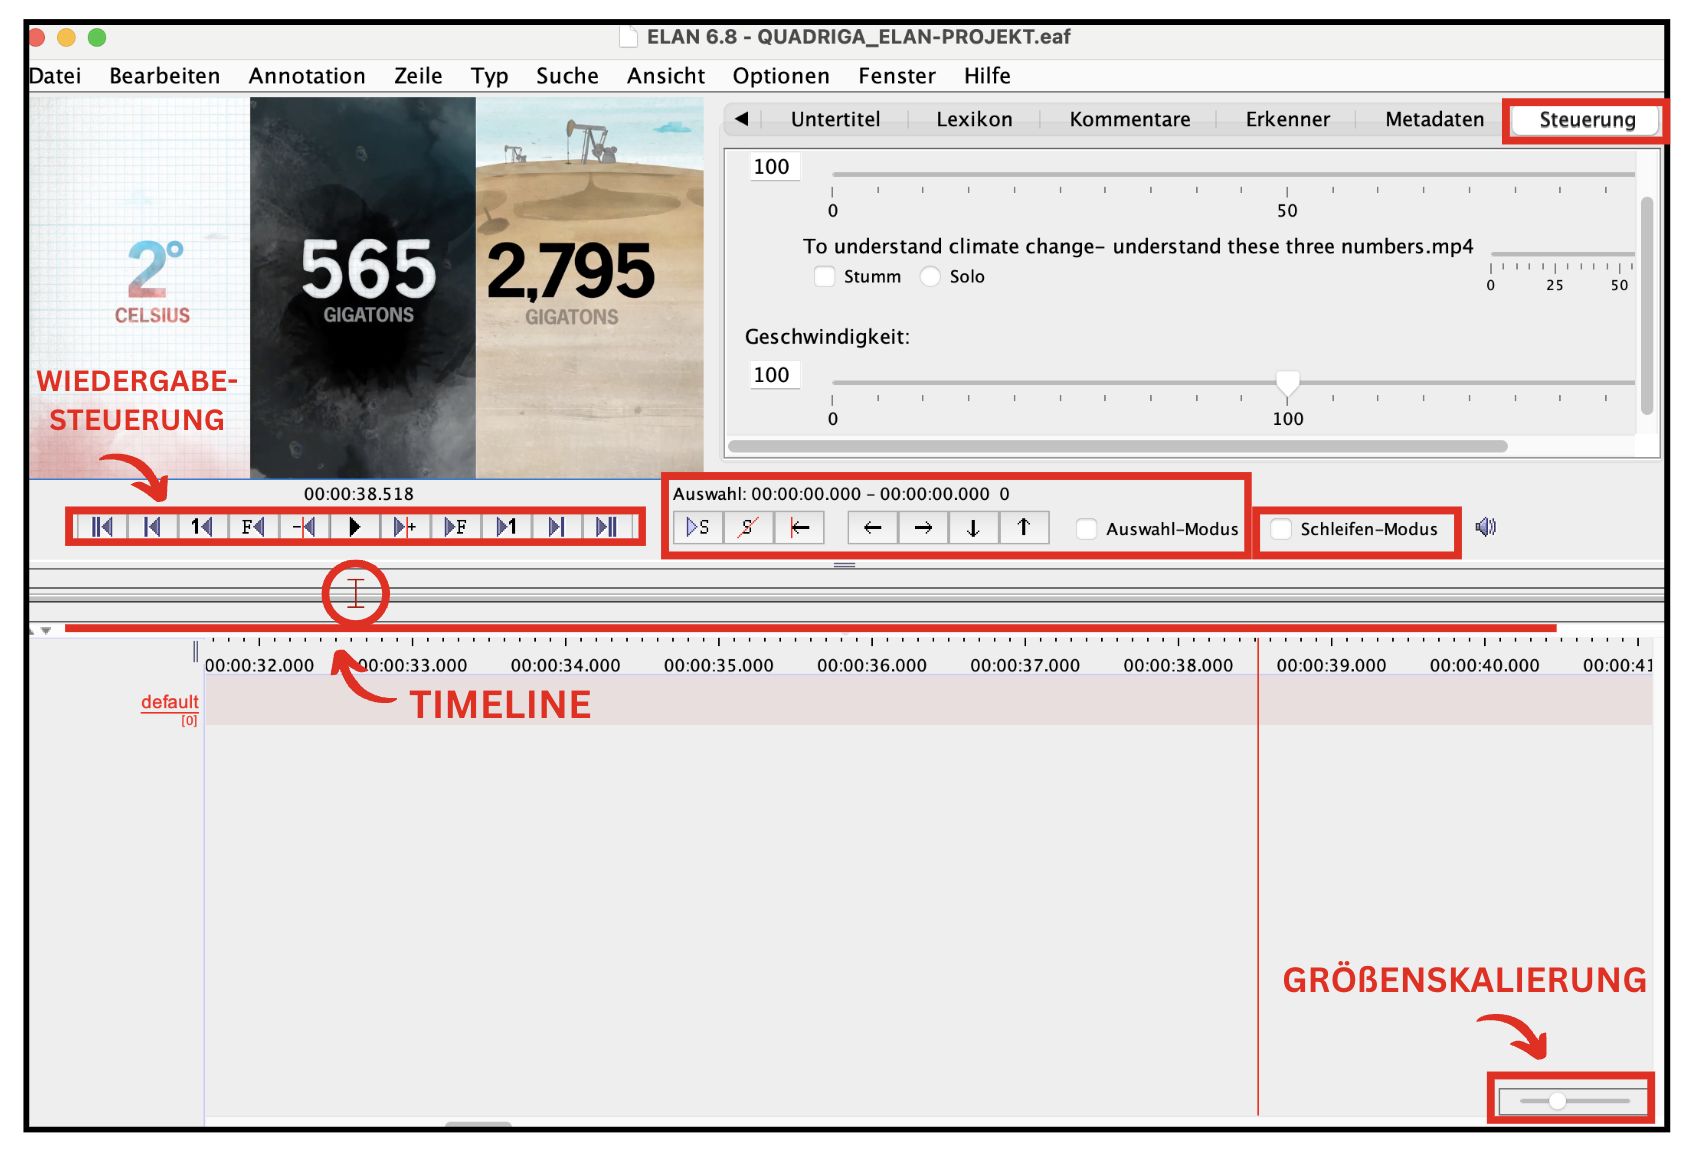 ELAN 6.8 - QUADRIGA_ELAN-PROJEKT.eaf
Datei Bearbeiten Annotation Zeile Typ Suche Ansicht Optionen Fenster Hilfe
Untertitel Lexikon Kommentare Erkenner Metadaten Steuerung
100
0 50
To understand climate change- understand these three numbers.mp4
Stumm Solo
0 25 50
Geschwindigkeit:
100
0 100
2°
CELSIUS
565
GIGATONS
2,795
GIGATONS
WIEDERGABE-
STEUERUNG
00:00:38.518
Auswahl: 00:00:00.000 - 00:00:00.000 0
1 F - + F 1
S S Auswahl-Modus Schleifen-Modus
00:00:32.000 00:00:33.000 00:00:34.000 00:00:35.000 00:00:36.000 00:00:37.000 00:00:38.000 00:00:39.000 00:00:40.000 00:00:41
default
[0]
TIMELINE
GRÖßENSKALIERUNG